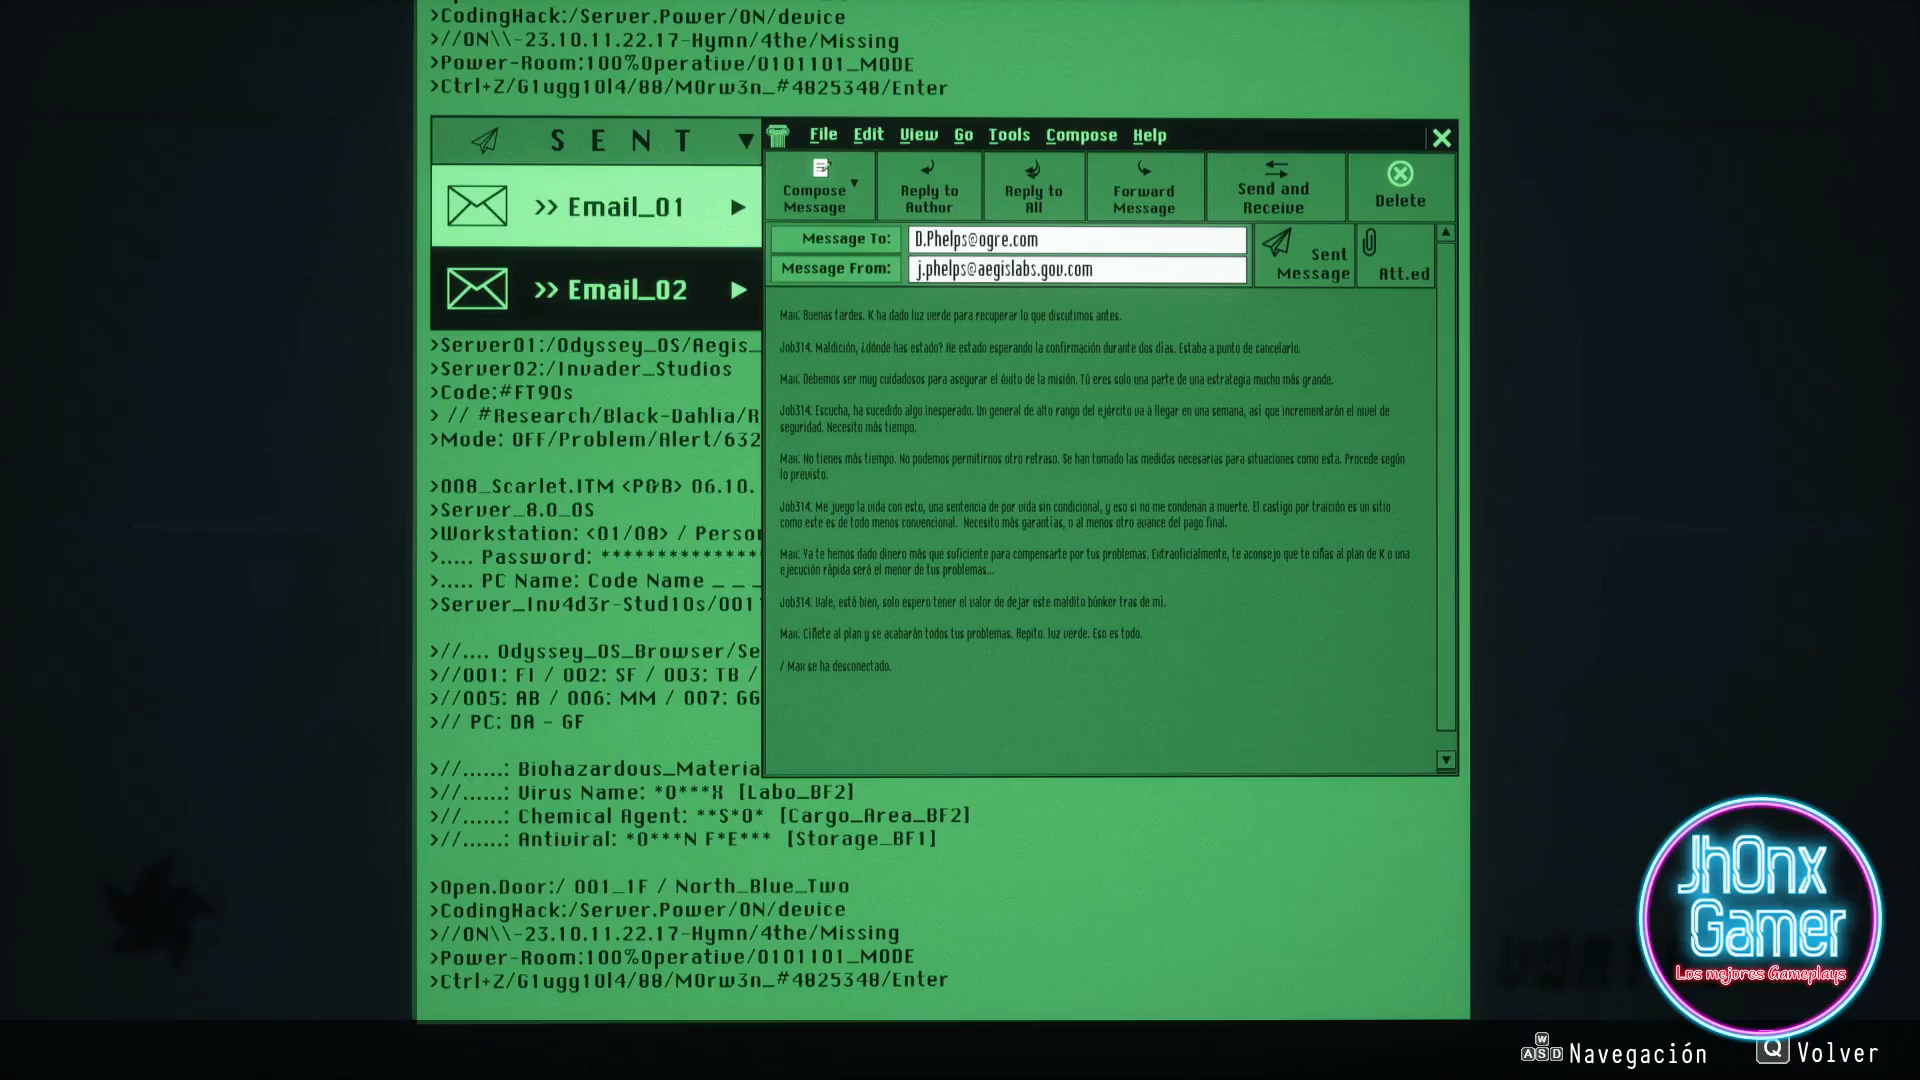 >CodingHack:/Server.Power/ON/device
>//ON\\-23.10.11.22.17-Hymn/4the/Missing
>Power-Room:100%Operative/0101101_MODE
>Ctrl+Z/G1ugg10l4/88/M0rw3n_#4825348/Enter
SENT
>> Email_01
>> Email_02
File Edit View Go Tools Compose Help
Compose Message
Reply to Author
Reply to All
Forward Message
Send and Receive
Delete
Message To: D.Phelps@ogre.com
Message From: j.phelps@aegislabs.gov.com
Sent Message
Att.ed
Max: Buenas tardes. K ha dado luz verde para recuperar lo que discutimos antes.
Job314. Maldición, ¿dónde has estado? He estado esperando la confirmación durante dos días. Estaba a punto de cancelarlo.
Max: Debemos ser muy cuidadosos para asegurar el éxito de la misión. Tú eres solo una parte de una estrategia mucho más grande.
Job314: Escucha, ha sucedido algo inesperado. Un general de alto rango del ejército va a llegar en una semana, así que incrementarán el nivel de
seguridad. Necesito más tiempo.
Max: No tienes más tiempo. No podemos permitirnos otro retraso. Se han tomado las medidas necesarias para situaciones como esta. Procede según
lo previsto.
Job314: Me juego la vida con esto, una sentencia de por vida sin condicional, y eso si no me condenan a muerte. El castigo por traición es un sitio
como este es de todo menos convencional. Necesito más garantías, o al menos otro avance del pago final.
Max: Ya te hemos dado dinero más que suficiente para compensarte por tus problemas. Extraoficialmente, te aconsejo que te ciñas al plan de K o una
ejecución rápida será el menor de tus problemas...
Job314: Vale, está bien, solo espero tener el valor de dejar este maldito búnker tras de mí.
Max: Cíñete al plan y se acabarán todos tus problemas. Repito. luz verde. Eso es todo.
/ Max se ha desconectado.
>Server01:/Odyssey_OS/Aegis_
>Server02:/Invader_Studios
>Code:#FT90s
> // #Research/Black-Dahlia/R
>Mode: OFF/Problem/Alert/632
>008_Scarlet.ITM <P&B> 06.10.
>Server_8.0_OS
>Workstation: <01/08> / Person
>..... Password: ***************
>..... PC Name: Code Name _ _ _
>Server_Inv4d3r-Stud10s/001
>//.... Odyssey_OS_Browser/Se
>//001: FI / 002: SF / 003: TB /
>//005: AB / 006: MM / 007: GG
>// PC: DA - GF
>//......: Biohazardous_Materia
>//......: Virus Name: *O***X [Labo_BF2]
>//......: Chemical Agent: **S*O* [Cargo_Area_BF2]
>//......: Antiviral: *O***N F*E*** [Storage_BF1]
>Open.Door:/ 001_1F / North_Blue_Two
>CodingHack:/Server.Power/ON/device
>//ON\\-23.10.11.22.17-Hymn/4the/Missing
>Power-Room:100%Operative/0101101_MODE
>Ctrl+Z/G1ugg10l4/88/M0rw3n_#4825348/Enter
Jh0nx
Gamer
Los mejores Gameplays
W
A S D Navegación
Q Volver